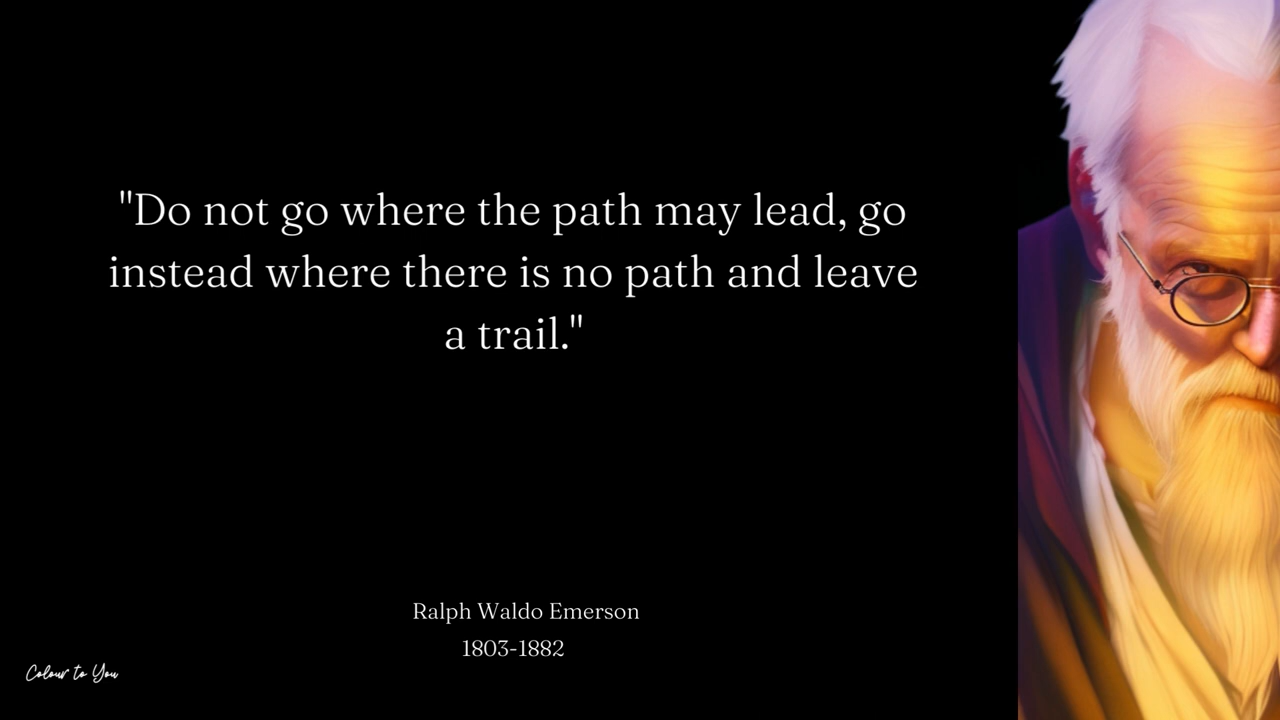 "Do not go where the path may lead, go
instead where there is no path and leave
a trail."
Ralph Waldo Emerson
1803-1882
Colour to You